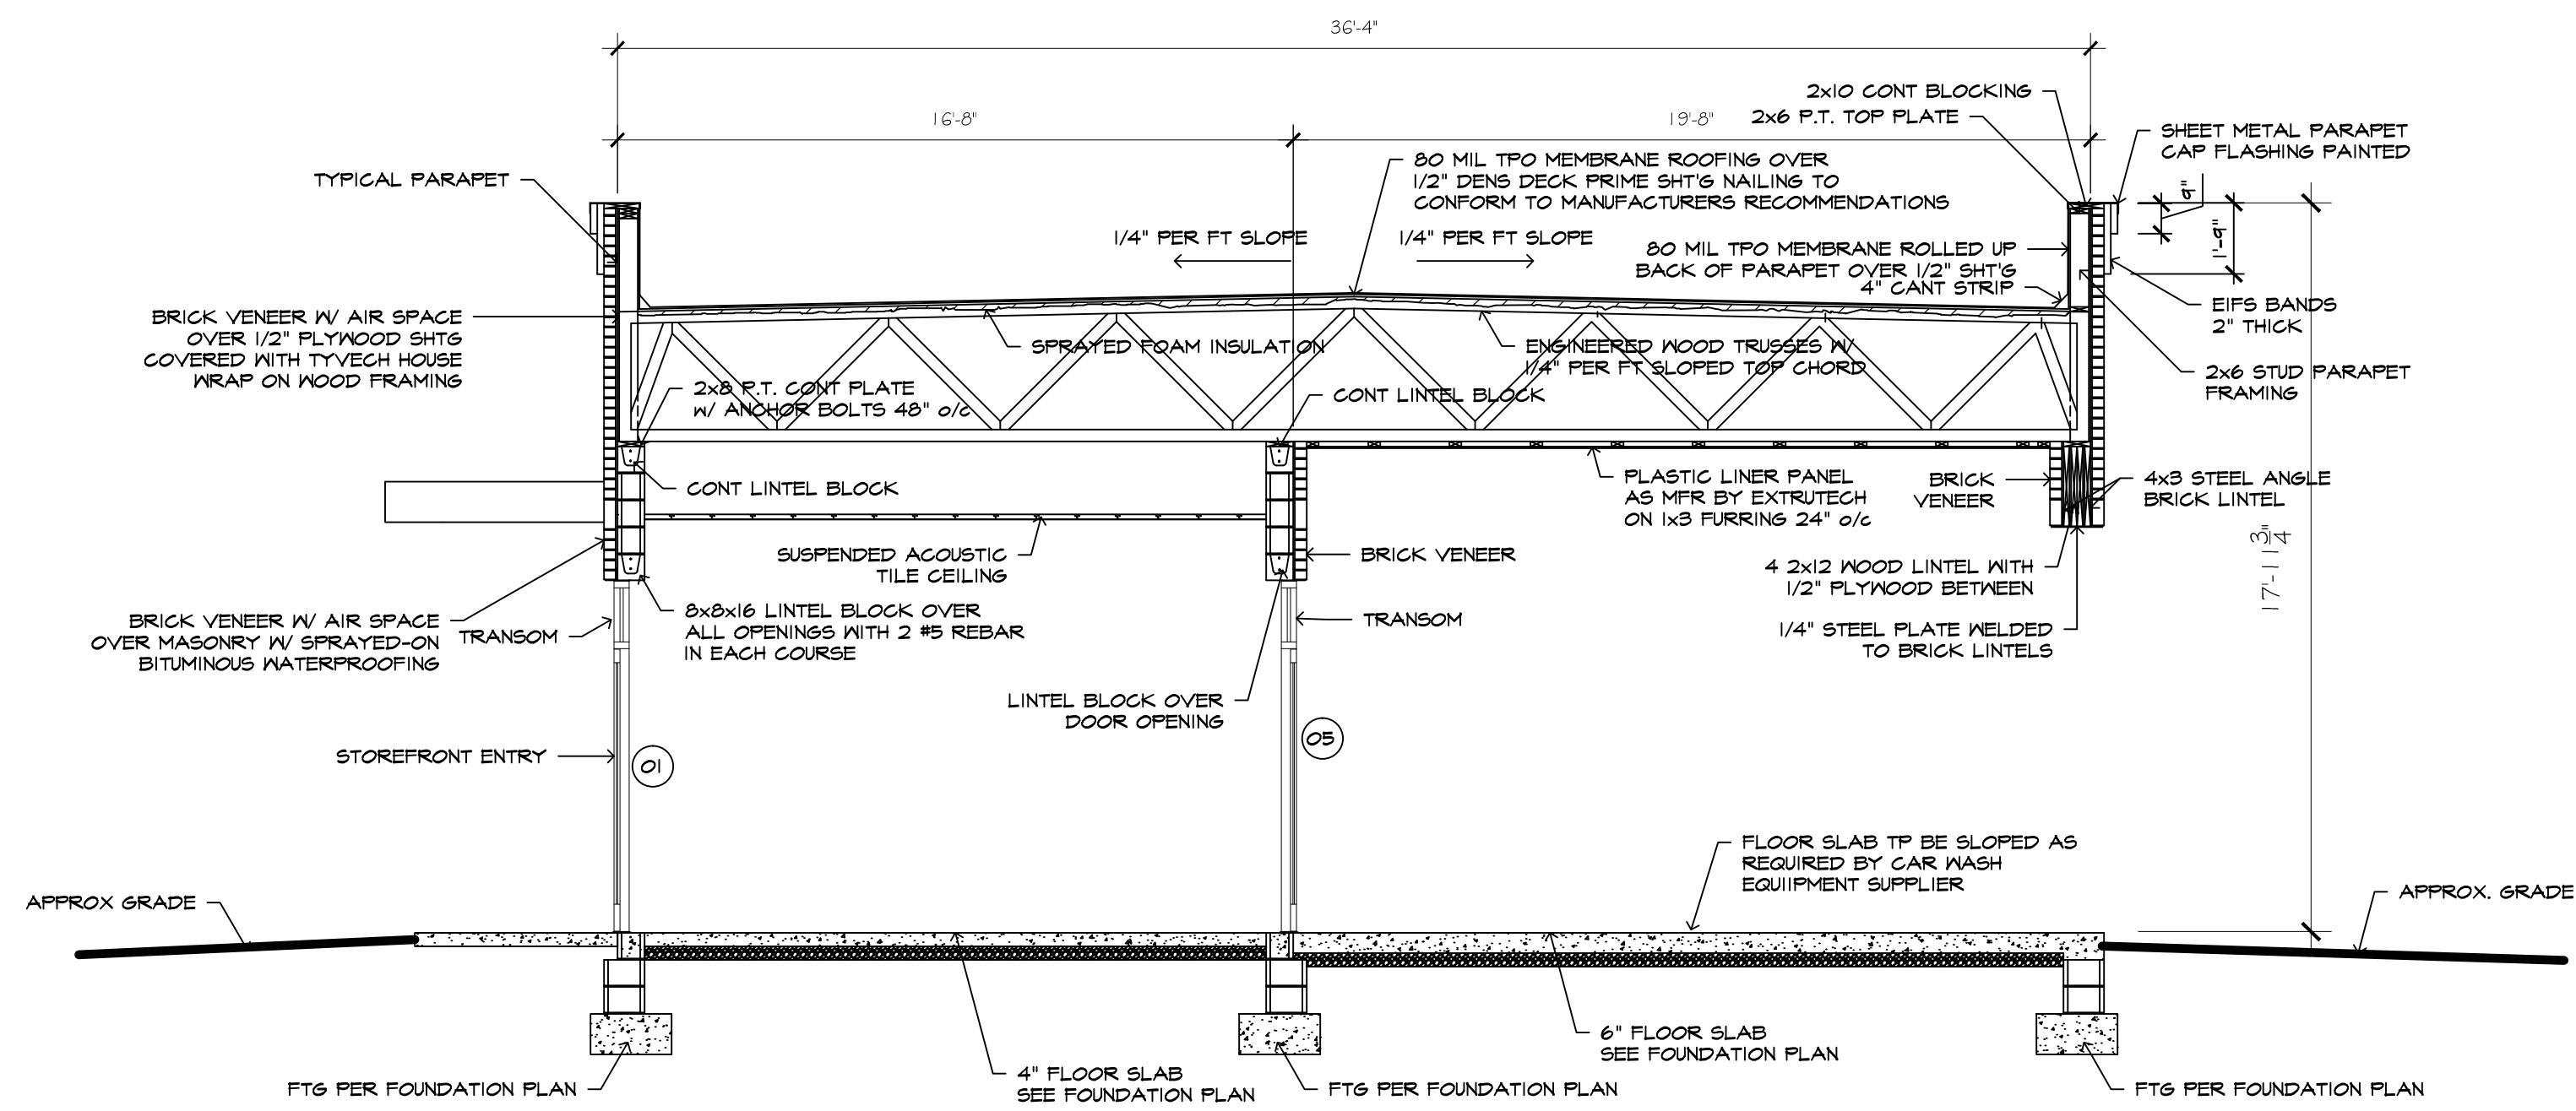 36'-4"
16'-8"
19'-8"
2x10 CONT BLOCKING
2x6 P.T. TOP PLATE
SHEET METAL PARAPET
CAP FLASHING PAINTED
TYPICAL PARAPET
80 MIL TPO MEMBRANE ROOFING OVER
1/2" DENS DECK PRIME SHT'G NAILING TO
CONFORM TO MANUFACTURERS RECOMMENDATIONS
9"
1'-9"
1/4" PER FT SLOPE
1/4" PER FT SLOPE
80 MIL TPO MEMBRANE ROLLED UP
BACK OF PARAPET OVER 1/2" SHT'G
4" CANT STRIP
EIFS BANDS
2" THICK
BRICK VENEER W/ AIR SPACE
OVER 1/2" PLYWOOD SHTG
COVERED WITH TYVECH HOUSE
WRAP ON WOOD FRAMING
SPRAYED FOAM INSULATION
ENGINEERED WOOD TRUSSES W/
1/4" PER FT SLOPED TOP CHORD
2x6 STUD PARAPET
FRAMING
2x8 P.T. CONT PLATE
W/ ANCHOR BOLTS 48" o/c
CONT LINTEL BLOCK
CONT LINTEL BLOCK
PLASTIC LINER PANEL
AS MFR BY EXTRUTECH
ON 1x3 FURRING 24" o/c
BRICK
VENEER
4x3 STEEL ANGLE
BRICK LINTEL
17'-11 3/4"
SUSPENDED ACOUSTIC
TILE CEILING
BRICK VENEER
4 2x12 WOOD LINTEL WITH
1/2" PLYWOOD BETWEEN
BRICK VENEER W/ AIR SPACE
OVER MASONRY W/ SPRAYED-ON
BITUMINOUS WATERPROOFING
TRANSOM
8x8x16 LINTEL BLOCK OVER
ALL OPENINGS WITH 2 #5 REBAR
IN EACH COURSE
TRANSOM
1/4" STEEL PLATE WELDED
TO BRICK LINTELS
LINTEL BLOCK OVER
DOOR OPENING
STOREFRONT ENTRY
01
05
FLOOR SLAB TP BE SLOPED AS
REQUIRED BY CAR WASH
EQUIIPMENT SUPPLIER
APPROX GRADE
APPROX. GRADE
6" FLOOR SLAB
SEE FOUNDATION PLAN
4" FLOOR SLAB
SEE FOUNDATION PLAN
FTG PER FOUNDATION PLAN
FTG PER FOUNDATION PLAN
FTG PER FOUNDATION PLAN